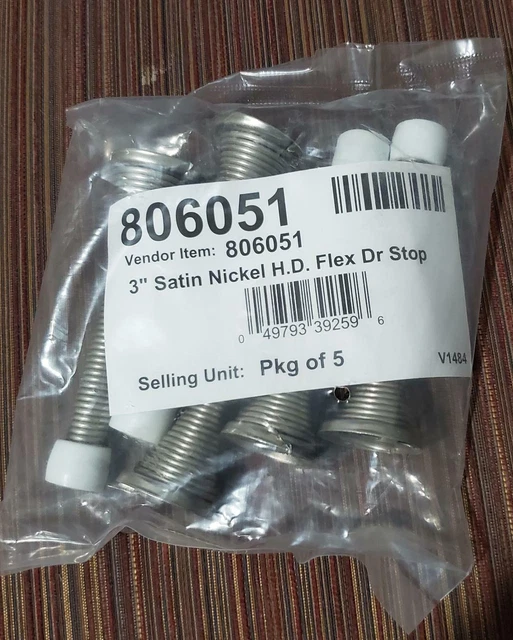 806051
Vendor Item: 806051
3" Satin Nickel H.D. Flex Dr Stop
0 49793 39259 6
Selling Unit: Pkg of 5
V1484